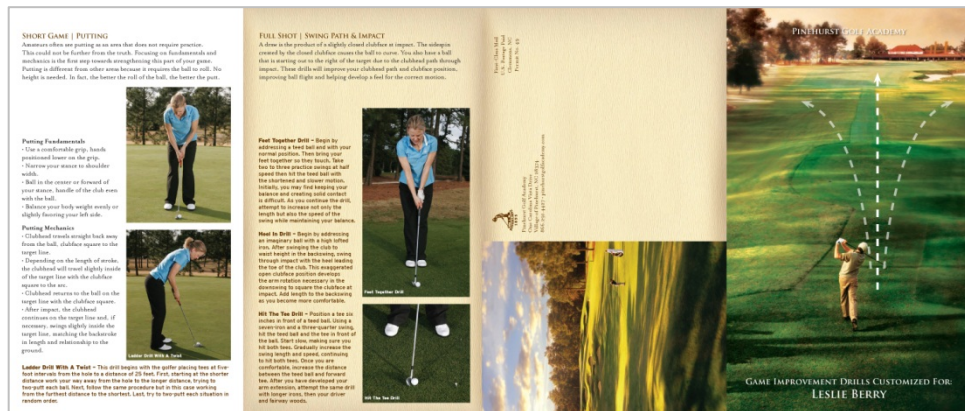 SHORT GAME | PUTTING
Amateurs often see putting as an area that does not require practice.
This could not be further from the truth. Focusing on fundamentals and
mechanics is the first step towards strengthening this part of your game.
Putting is different from other areas because it requires the ball to roll. No
height is needed. In fact, the better the roll of the ball, the better the putt.
Putting Fundamentals
• Use a comfortable grip, hands
positioned lower on the grip.
• Narrow your stance to shoulder
width.
• Ball in the center or forward of
your stance, handle of the club even
with the ball.
• Balance your body weight evenly or
slightly favoring your left side.
Putting Mechanics
• Clubhead travels straight back away
from the ball, clubface square to the
target line.
• Depending on the length of stroke,
the clubhead will travel slightly inside
of the target line with the clubface
square to the arc.
• Clubhead returns to the ball on the
target line with the clubface square.
• After impact, the clubhead
continues on the target line and, if
necessary, swings slightly inside the
target line, matching the backstroke
in length and relationship to the
ground.
Ladder Drill With A Twist
Ladder Drill With A Twist – This drill begins with the golfer placing tees at five-
foot intervals from the hole to a distance of 25 feet. First, starting at the shorter
distance work your way away from the hole to the longer distance, trying to
two-putt each ball. Next, follow the same procedure but in this case working
from the furthest distance to the shortest. Last, try to two-putt each situation in
random order.
FULL SHOT | SWING PATH & IMPACT
A draw is the product of a slightly closed clubface at impact. The sidespin
created by the closed clubface causes the ball to curve. You also have a ball
that is starting out to the right of the target due to the clubhead path through
impact. These drills will improve your clubhead path and clubface position,
improving ball flight and helping develop a feel for the correct motion.
Feet Together Drill – Begin by
addressing a teed ball and with your
normal position. Then bring your
feet together so they touch. Take
two to three practice swings at half
speed then hit the teed ball with
the shortened and slower motion.
Initially, you may find keeping your
balance and creating solid contact
is difficult. As you continue the drill,
attempt to increase not only the
length but also the speed of the
swing while maintaining your balance.
Heel In Drill – Begin by addressing
an imaginary ball with a high lofted
iron. After swinging the club to
waist height in the backswing, swing
through impact with the heel leading
the toe of the club. This exaggerated
open clubface position develops
the arm rotation necessary in the
downswing to square the clubface at
impact. Add length to the backswing
as you become more comfortable.
Hit The Tee Drill – Position a tee six
inches in front of a teed ball. Using a
seven-iron and a three-quarter swing,
hit the teed ball and the tee in front of
the ball. Start slow, making sure you
hit both tees. Gradually increase the
swing length and speed, continuing
to hit both tees. Once you are
comfortable, increase the distance
between the teed ball and forward
tee. After you have developed your
arm extension, attempt the same drill
with longer irons, then your driver
and fairway woods.
Feet Together Drill
Hit The Tee Drill
First Class Mail
U.S. Postage Paid
Pinehurst Golf Academy
PINEHURST GOLF ACADEMY
GAME IMPROVEMENT DRILLS CUSTOMIZED FOR:
LESLIE BERRY